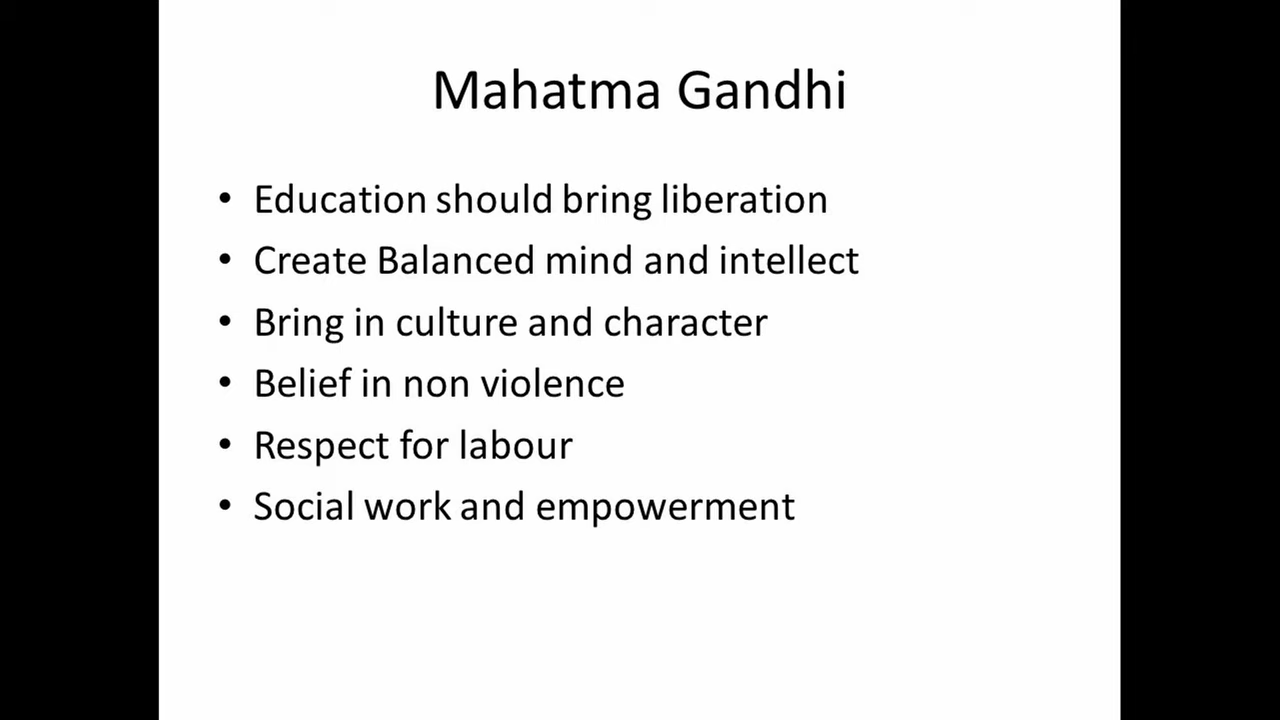 Mahatma Gandhi
• Education should bring liberation
• Create Balanced mind and intellect
• Bring in culture and character
• Belief in non violence
• Respect for labour
• Social work and empowerment